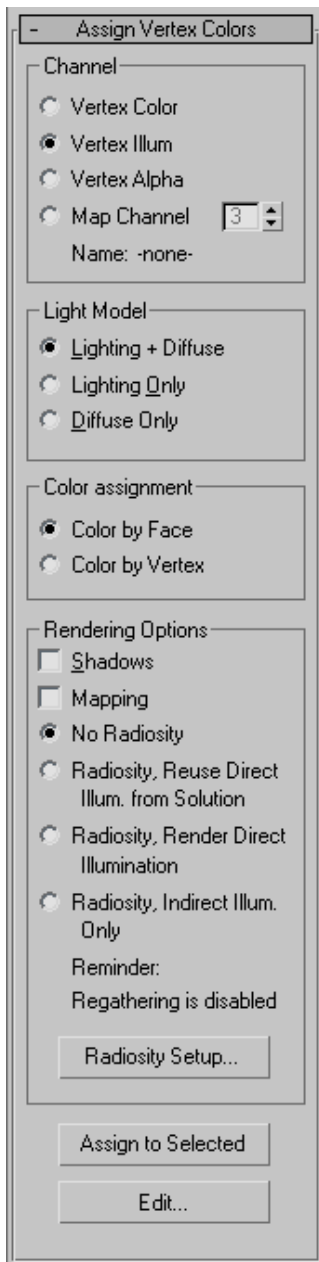 - Assign Vertex Colors
Channel
Vertex Color
Vertex Illum
Vertex Alpha
Map Channel 3
Name: -none-
Light Model
Lighting + Diffuse
Lighting Only
Diffuse Only
Color assignment
Color by Face
Color by Vertex
Rendering Options
Shadows
Mapping
No Radiosity
Radiosity, Reuse Direct
Illum. from Solution
Radiosity, Render Direct
Illumination
Radiosity, Indirect Illum.
Only
Reminder:
Regathering is disabled
Radiosity Setup...
Assign to Selected
Edit...